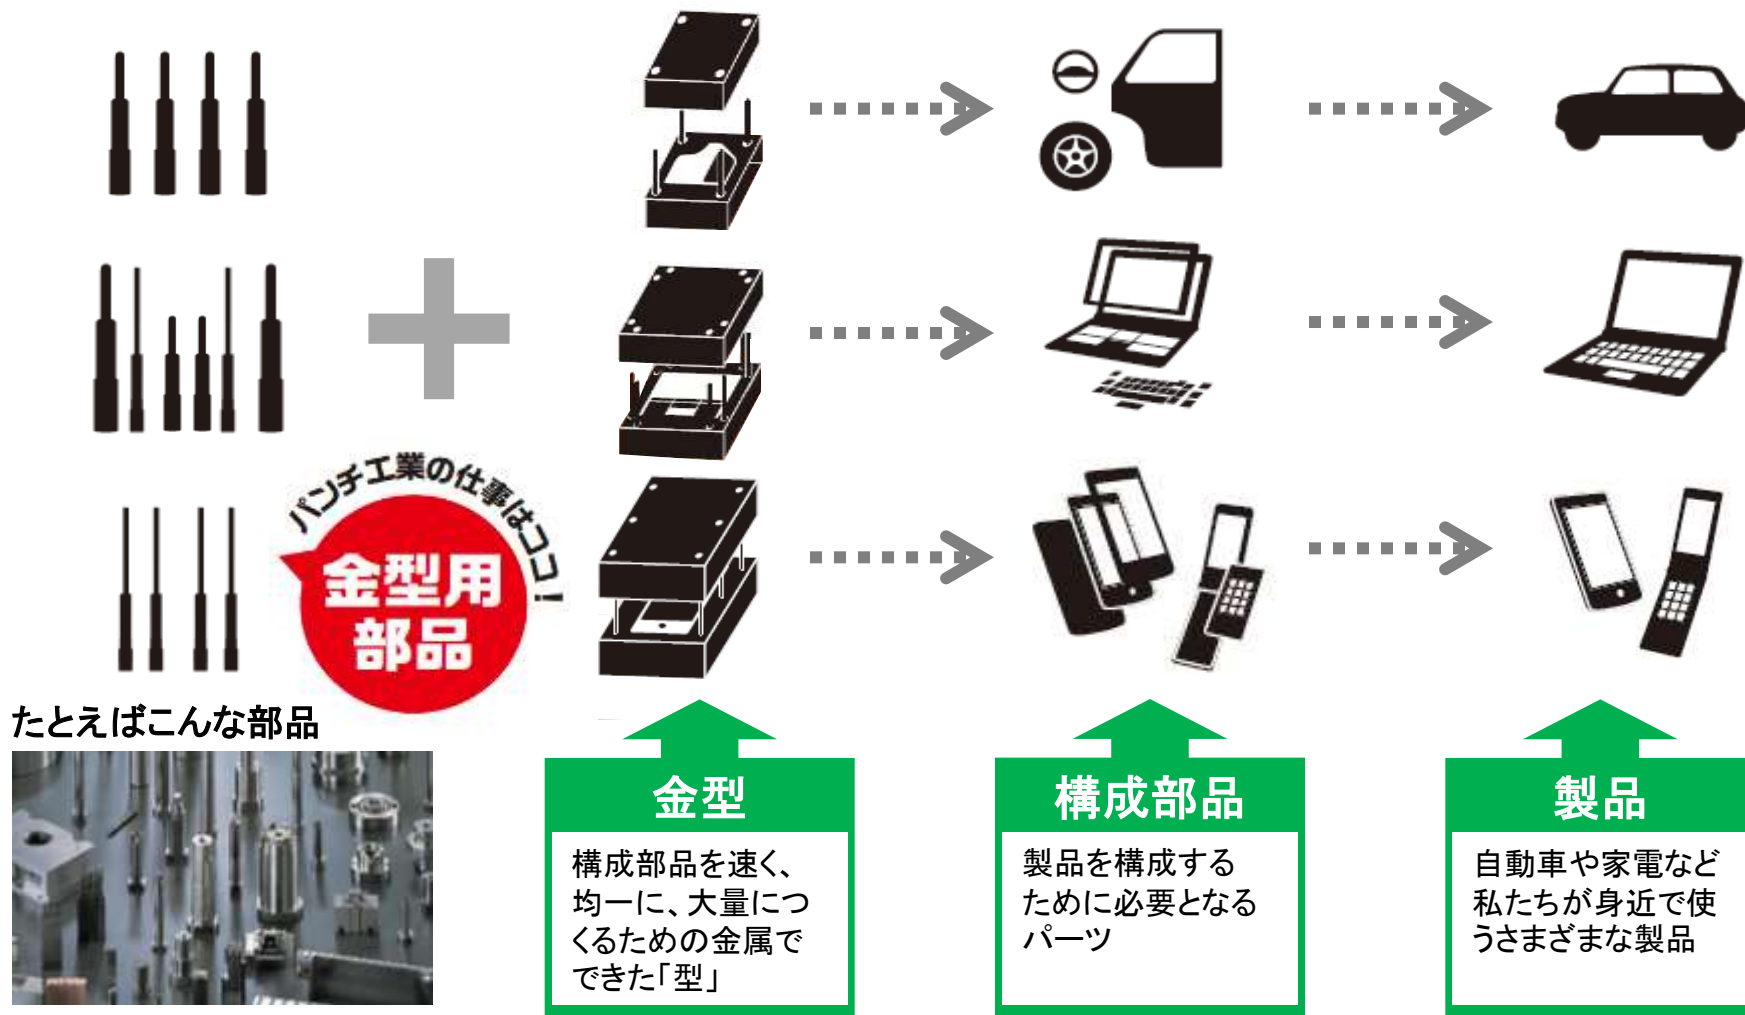 パンチ工業の仕事はココ!
金型用
部品
たとえばこんな部品
金型
構成部品を速く、
均一に、大量につ
くるための金属で
できた「型」
構成部品
製品を構成する
ために必要となる
パーツ
製品
自動車や家電など
私たちが身近で使
うさまざまな製品